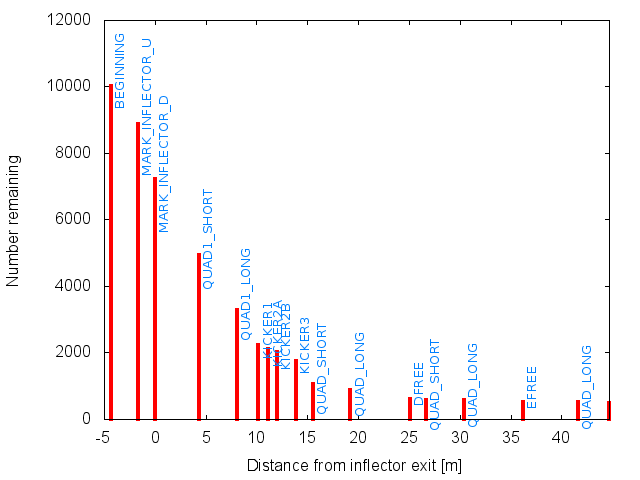 12000
10000
8000
6000
4000
2000
0
Number remaining
BEGINNING
MARK_INFLECTOR_U
MARK_INFLECTOR_D
QUAD1_SHORT
QUAD1_LONG
KICKER1
KICKER2A
KICKER2B
KICKER3
QUAD_SHORT
QUAD_LONG
DFREE
QUAD_SHORT
QUAD_LONG
EFREE
QUAD_LONG
-5 0 5 10 15 20 25 30 35 40
Distance from inflector exit [m]